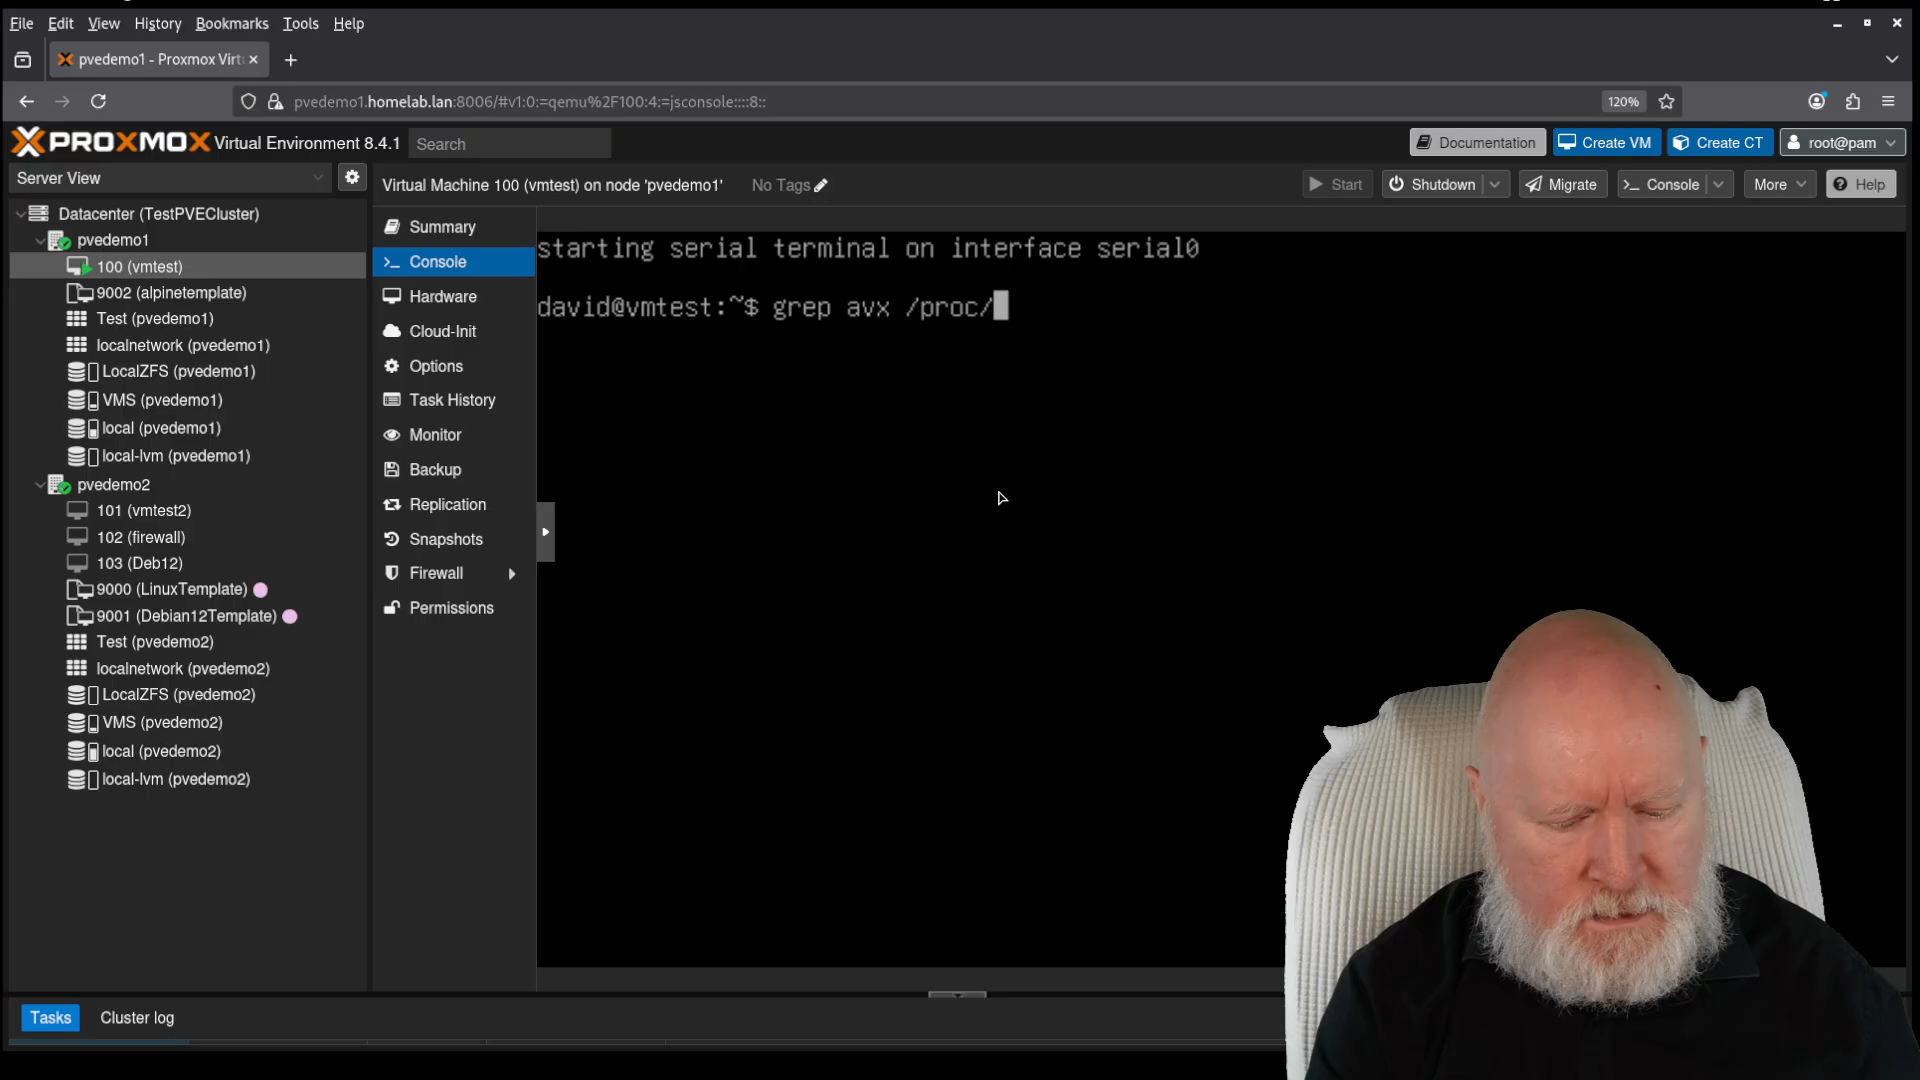 File Edit View History Bookmarks Tools Help
pvedemo1 - Proxmox Virt
pvedemo1.homelab.lan:8006/#v1:0:=qemu%2F100:4:=jsconsole::::8::
120%
PROXMOX Virtual Environment 8.4.1
Search
Documentation
Create VM
Create CT
root@pam
Server View
Virtual Machine 100 (vmtest) on node 'pvedemo1'
No Tags
Start
Shutdown
Migrate
Console
More
Help
Datacenter (TestPVECluster)
pvedemo1
100 (vmtest)
9002 (alpinetemplate)
Test (pvedemo1)
localnetwork (pvedemo1)
LocalZFS (pvedemo1)
VMS (pvedemo1)
local (pvedemo1)
local-lvm (pvedemo1)
pvedemo2
101 (vmtest2)
102 (firewall)
103 (Deb12)
9000 (LinuxTemplate)
9001 (Debian12Template)
Test (pvedemo2)
localnetwork (pvedemo2)
LocalZFS (pvedemo2)
VMS (pvedemo2)
local (pvedemo2)
local-lvm (pvedemo2)
Summary
Console
Hardware
Cloud-Init
Options
Task History
Monitor
Backup
Replication
Snapshots
Firewall
Permissions
starting serial terminal on interface serial0
david@vmtest:~$ grep avx /proc/
Tasks
Cluster log